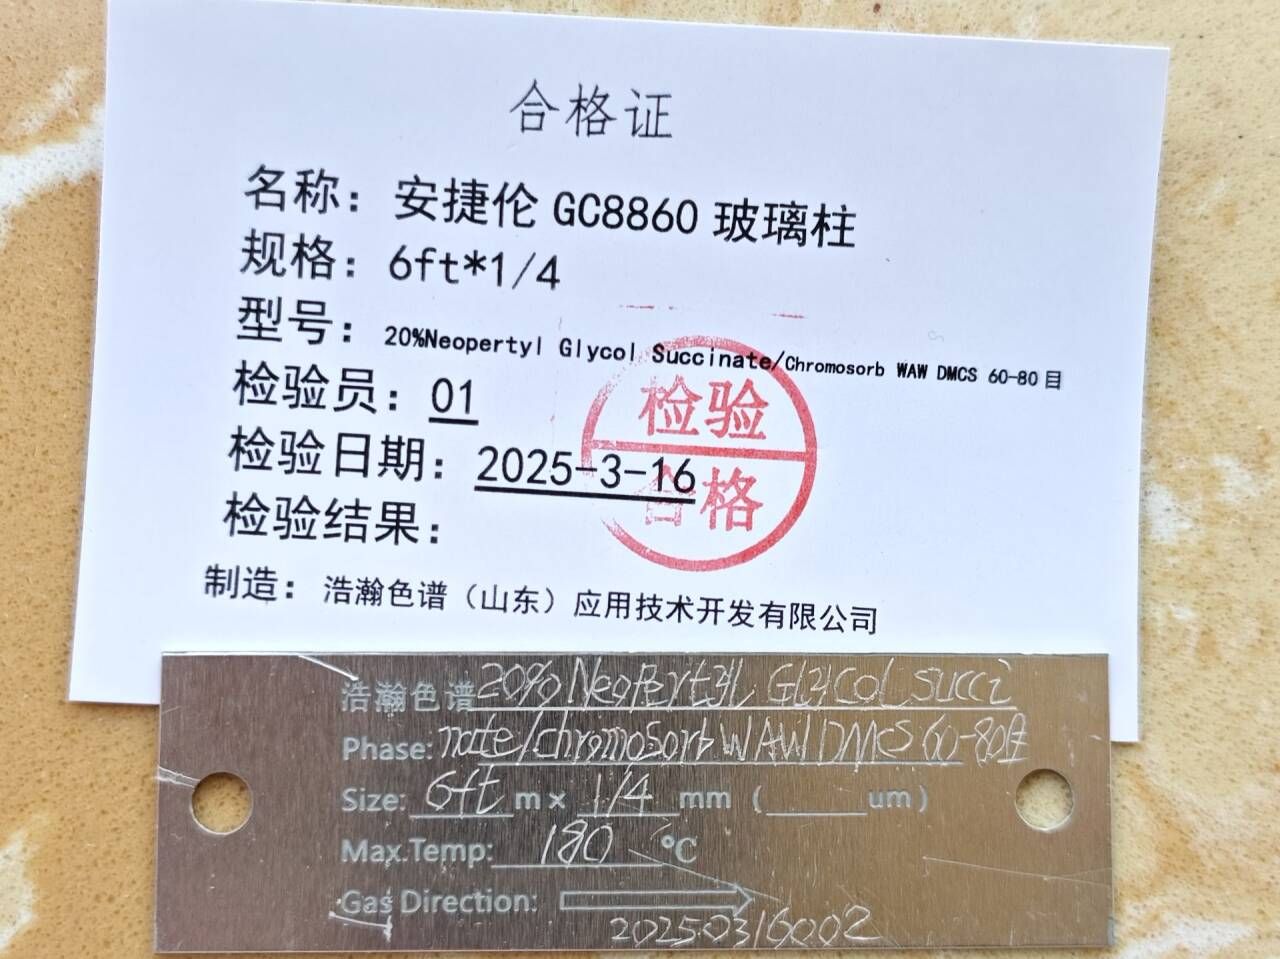 合格证
名称：安捷伦 GC8860 玻璃柱
规格：6ft*1/4
型号：20%Neopertyl Glycol Succinate/Chromosorb WAW DMCS 60-80目
检验员：01
检验日期：2025-3-16
检验结果：
检验
合格
制造：浩瀚色谱（山东）应用技术开发有限公司
浩瀚色谱 20% Neopertyl Glycol succi
Phase: nate/chromosorb WAW DMCS 60-80目
Size: 6ft m x 1/4 mm ( um )
Max.Temp: 180 ℃
Gas Direction:
20250316002